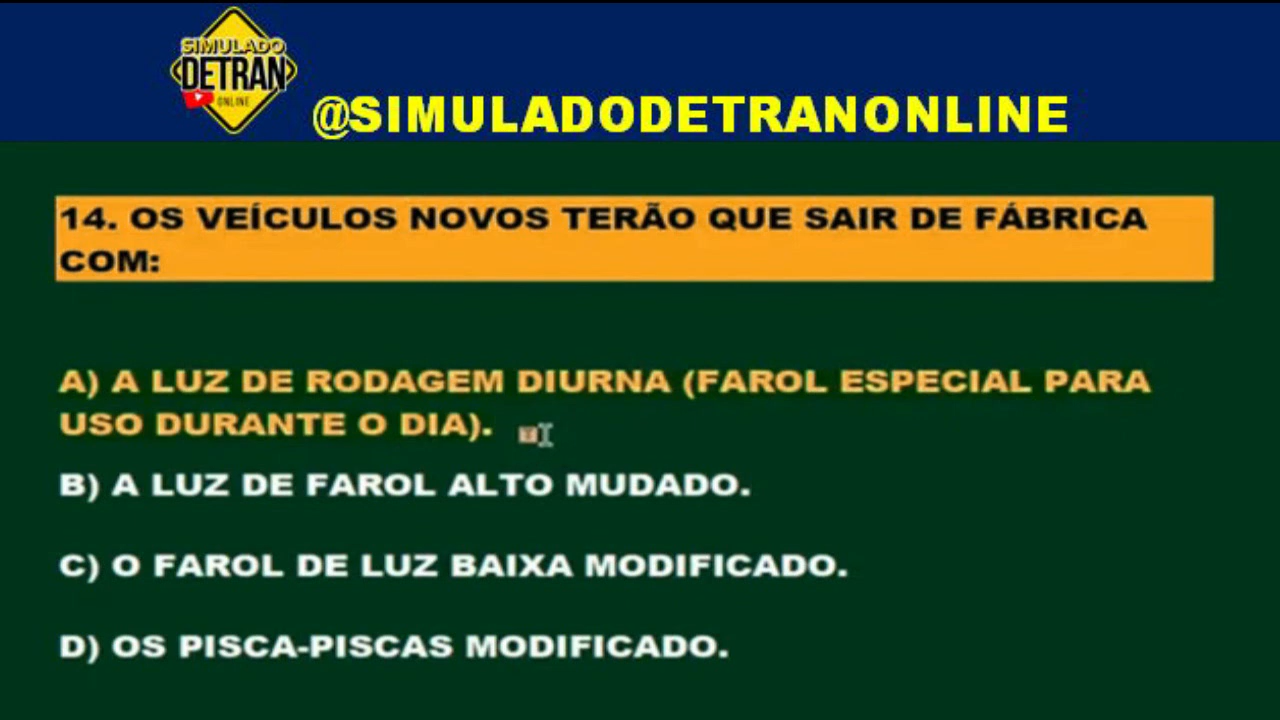 SIMULADO
DETRAN
ONLINE
@SIMULADODETRANONLINE
14. OS VEÍCULOS NOVOS TERÃO QUE SAIR DE FÁBRICA
COM:
A) A LUZ DE RODAGEM DIURNA (FAROL ESPECIAL PARA
USO DURANTE O DIA).
B) A LUZ DE FAROL ALTO MUDADO.
C) O FAROL DE LUZ BAIXA MODIFICADO.
D) OS PISCA-PISCAS MODIFICADO.